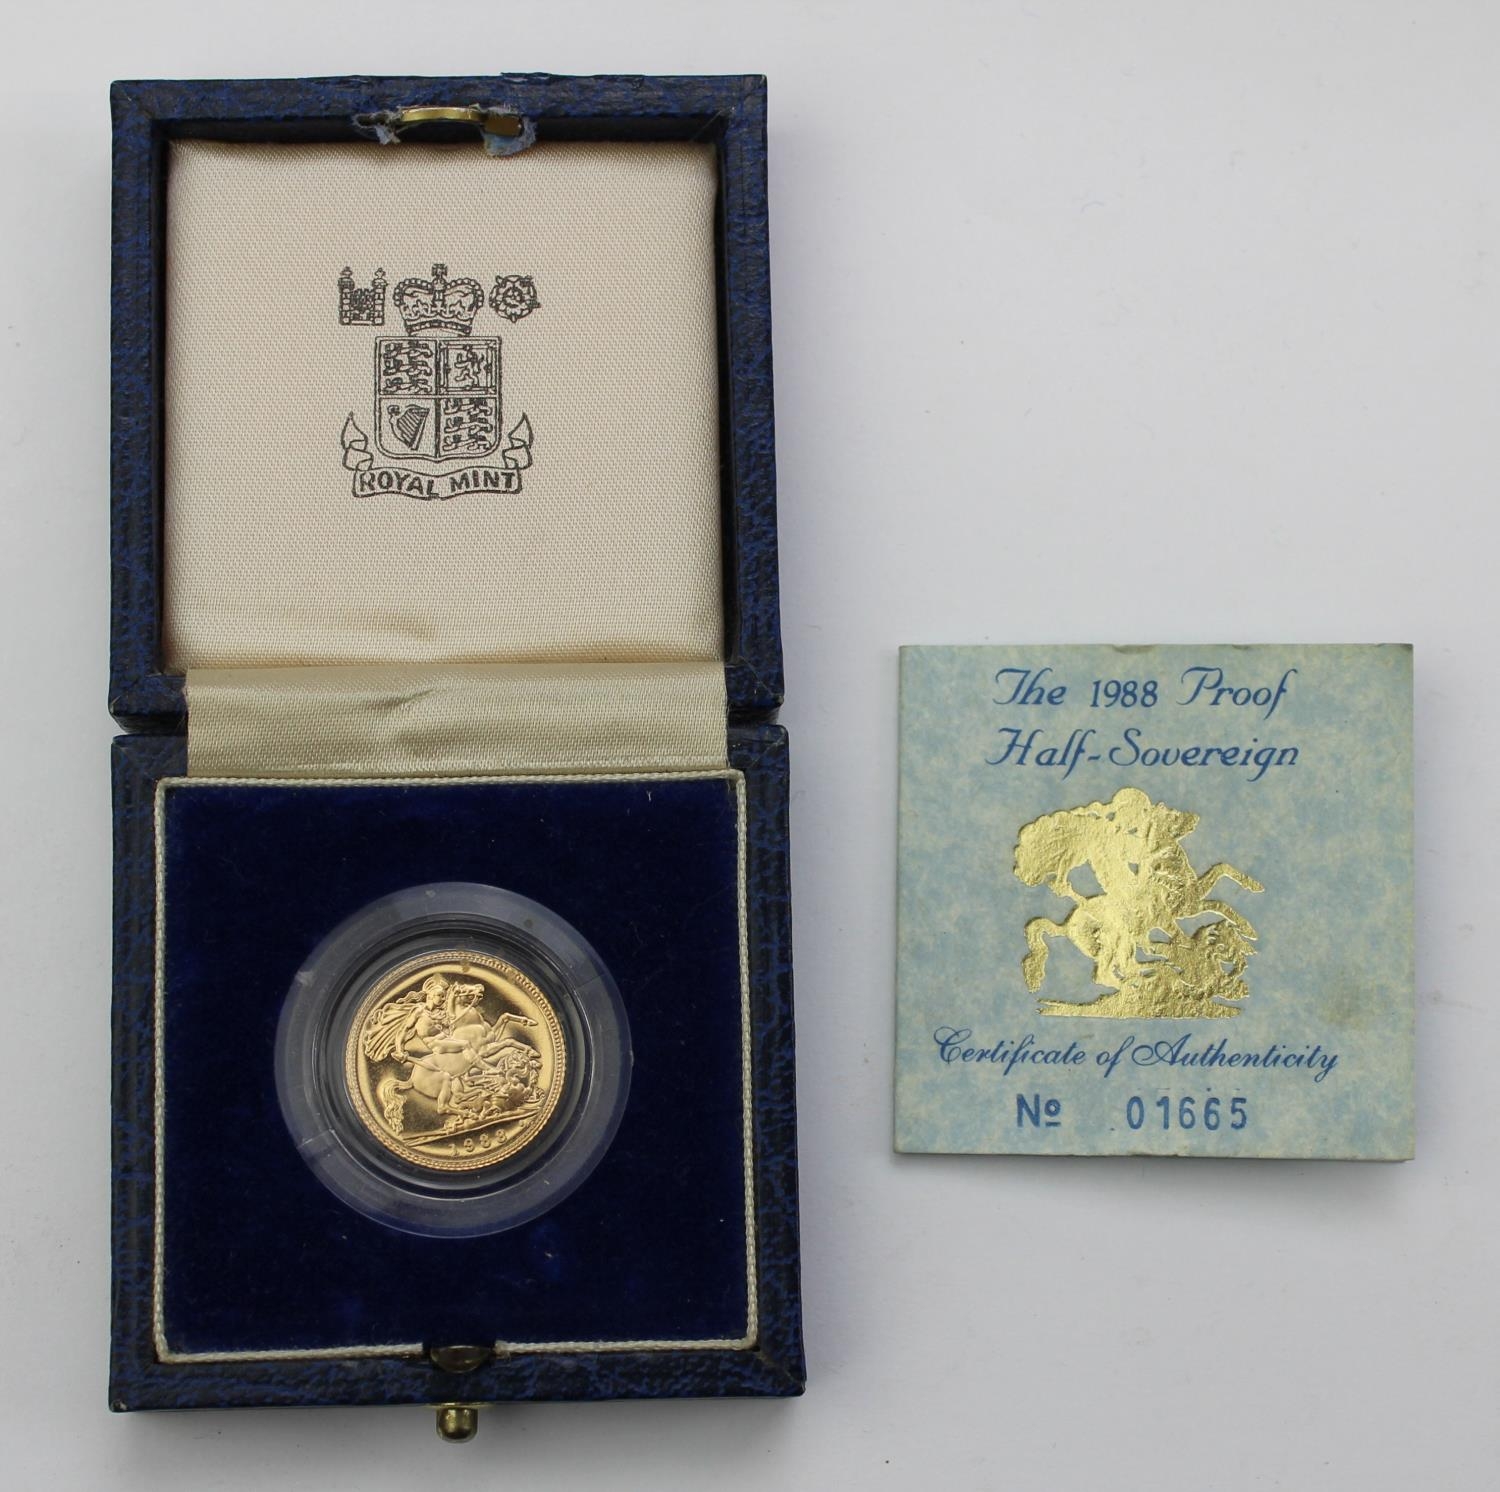 ROYAL MINT
1988
The 1988 Proof
Half-Sovereign
Certificate of Authenticity
Nº 01665